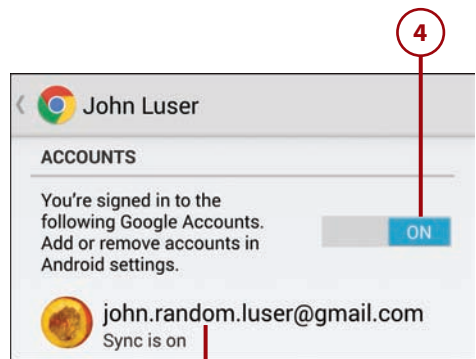 4
John Luser
ACCOUNTS
You're signed in to the
following Google Accounts.
Add or remove accounts in
Android settings.
ON
john.random.luser@gmail.com
Sync is on